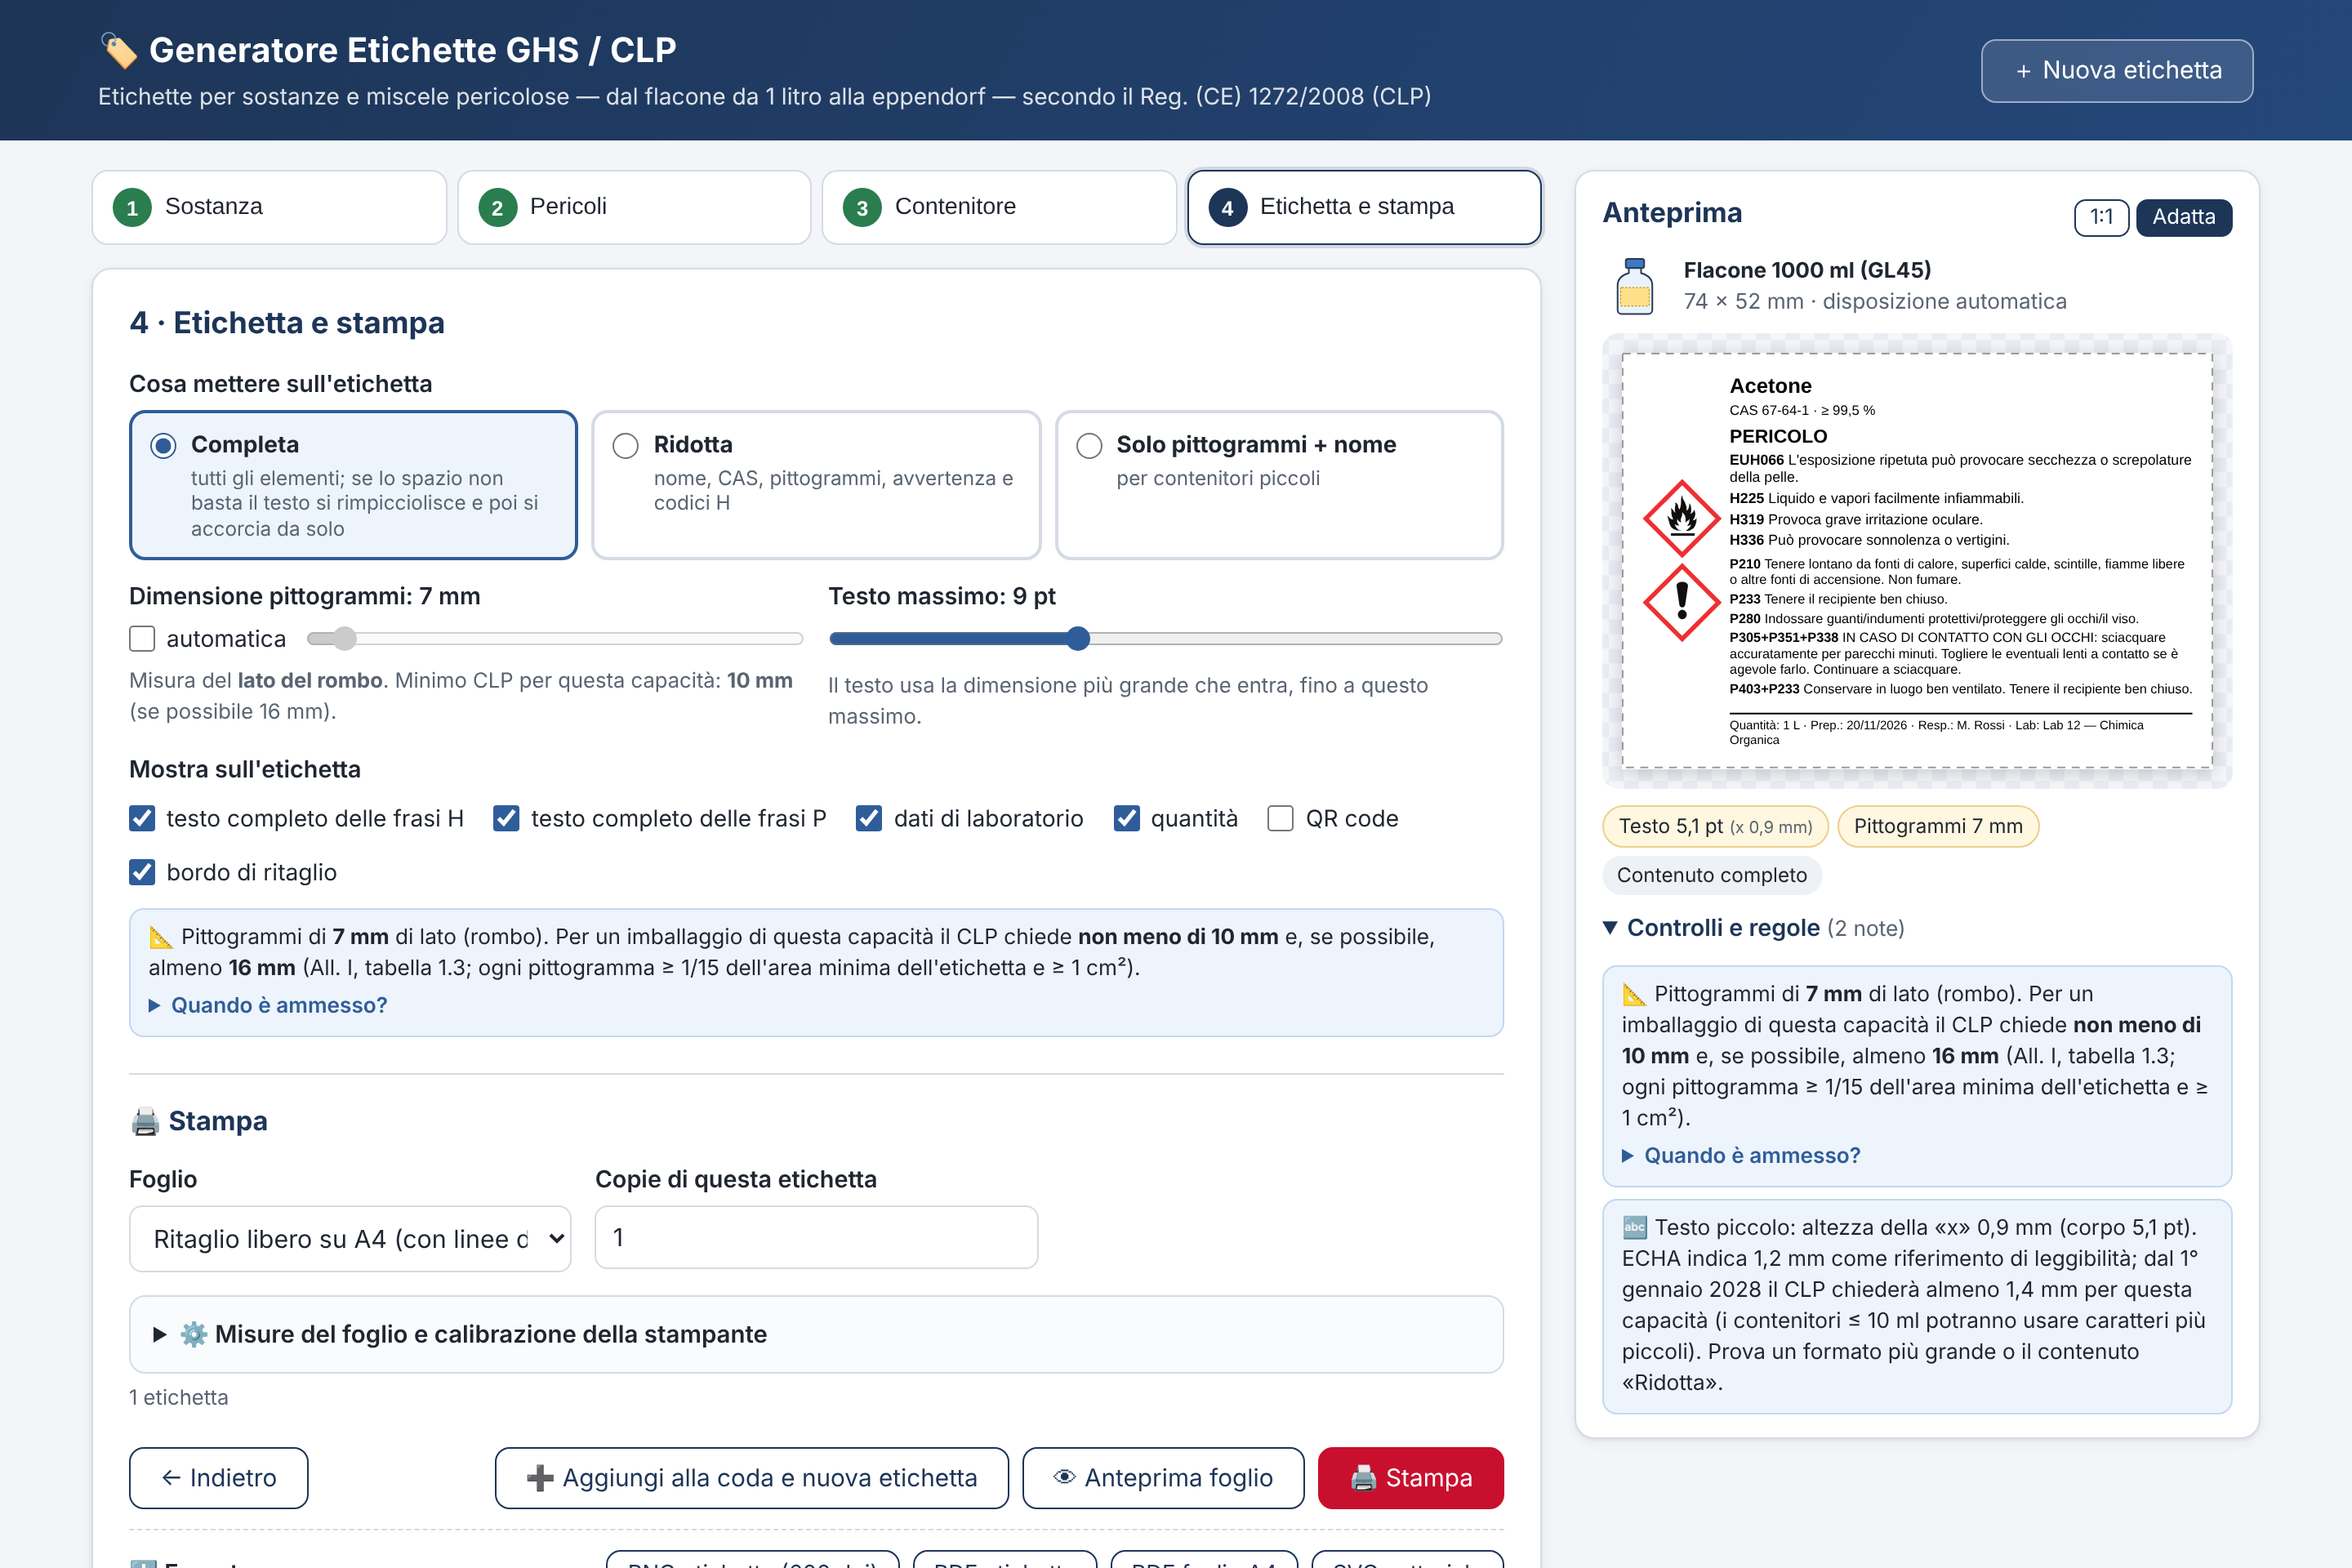 Generatore Etichette GHS / CLP
Etichette per sostanze e miscele pericolose — dal flacone da 1 litro alla eppendorf — secondo il Reg. (CE) 1272/2008 (CLP)
+ Nuova etichetta
1 Sostanza
2 Pericoli
3 Contenitore
4 Etichetta e stampa
4 · Etichetta e stampa
Cosa mettere sull'etichetta
Completa
tutti gli elementi; se lo spazio non
basta il testo si rimpicciolisce e poi si
accorcia da solo
Ridotta
nome, CAS, pittogrammi, avvertenza e
codici H
Solo pittogrammi + nome
per contenitori piccoli
Dimensione pittogrammi: 7 mm
automatica
Misura del lato del rombo. Minimo CLP per questa capacità: 10 mm
(se possibile 16 mm).
Testo massimo: 9 pt
Il testo usa la dimensione più grande che entra, fino a questo
massimo.
Mostra sull'etichetta
testo completo delle frasi H
testo completo delle frasi P
dati di laboratorio
quantità
QR code
bordo di ritaglio
Pittogrammi di 7 mm di lato (rombo). Per un imballaggio di questa capacità il CLP chiede non meno di 10 mm e, se possibile,
almeno 16 mm (All. I, tabella 1.3; ogni pittogramma ≥ 1/15 dell'area minima dell'etichetta e ≥ 1 cm²).
Quando è ammesso?
Stampa
Foglio
Ritaglio libero su A4 (con linee d
Copie di questa etichetta
1
Misure del foglio e calibrazione della stampante
1 etichetta
← Indietro
Aggiungi alla coda e nuova etichetta
Anteprima foglio
Stampa
Anteprima
1:1
Adatta
Flacone 1000 ml (GL45)
74 × 52 mm · disposizione automatica
Acetone
CAS 67-64-1 · ≥ 99,5 %
PERICOLO
EUH066 L'esposizione ripetuta può provocare secchezza o screpolature
della pelle.
H225 Liquido e vapori facilmente infiammabili.
H319 Provoca grave irritazione oculare.
H336 Può provocare sonnolenza o vertigini.
P210 Tenere lontano da fonti di calore, superfici calde, scintille, fiamme libere
o altre fonti di accensione. Non fumare.
P233 Tenere il recipiente ben chiuso.
P280 Indossare guanti/indumenti protettivi/proteggere gli occhi/il viso.
P305+P351+P338 IN CASO DI CONTATTO CON GLI OCCHI: sciacquare
accuratamente per parecchi minuti. Togliere le eventuali lenti a contatto se è
agevole farlo. Continuare a sciacquare.
P403+P233 Conservare in luogo ben ventilato. Tenere il recipiente ben chiuso.
Quantità: 1 L · Prep.: 20/11/2026 · Resp.: M. Rossi · Lab: Lab 12 — Chimica
Organica
Testo 5,1 pt (x 0,9 mm)
Pittogrammi 7 mm
Contenuto completo
Controlli e regole (2 note)
Pittogrammi di 7 mm di lato (rombo). Per un
imballaggio di questa capacità il CLP chiede non meno di
10 mm e, se possibile, almeno 16 mm (All. I, tabella 1.3;
ogni pittogramma ≥ 1/15 dell'area minima dell'etichetta e ≥
1 cm²).
Quando è ammesso?
abc Testo piccolo: altezza della «x» 0,9 mm (corpo 5,1 pt).
ECHA indica 1,2 mm come riferimento di leggibilità; dal 1°
gennaio 2028 il CLP chiederà almeno 1,4 mm per questa
capacità (i contenitori ≤ 10 ml potranno usare caratteri più
piccoli). Prova un formato più grande o il contenuto
«Ridotta».